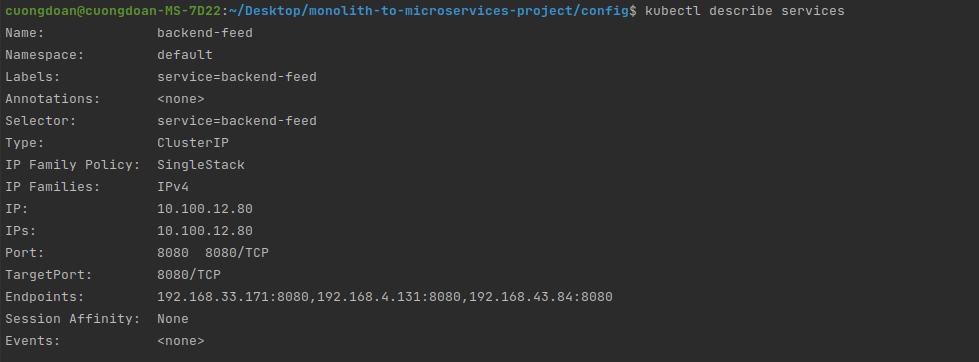 cuongdoan@cuongdoan-MS-7D22:~/Desktop/monolith-to-microservices-project/config$ kubectl describe services
Name:              backend-feed
Namespace:         default
Labels:            service=backend-feed
Annotations:       <none>
Selector:          service=backend-feed
Type:              ClusterIP
IP Family Policy:  SingleStack
IP Families:       IPv4
IP:                10.100.12.80
IPs:               10.100.12.80
Port:              8080  8080/TCP
TargetPort:        8080/TCP
Endpoints:         192.168.33.171:8080,192.168.4.131:8080,192.168.43.84:8080
Session Affinity:  None
Events:            <none>